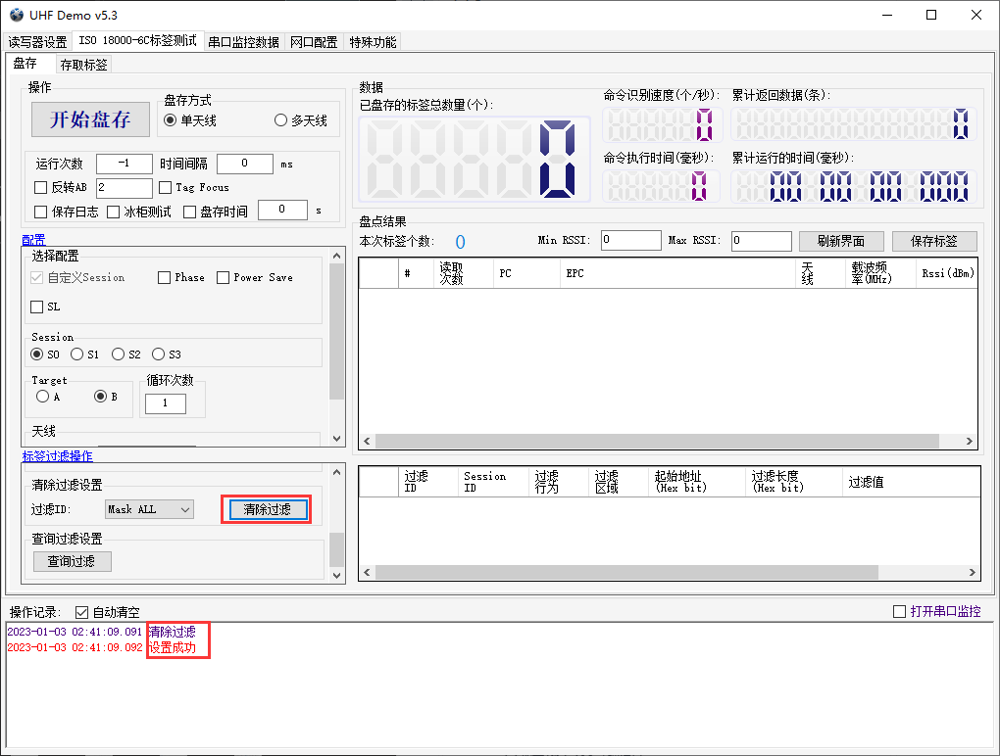 UHF Demo v5.3
读写器设置 ISO 18000-6C标签测试 串口监控数据 网口配置 特殊功能
盘存 存取标签
操作
开始盘存
盘存方式
单天线 多天线
运行次数 -1 时间间隔 0 ms
反转AB 2 Tag Focus
保存日志 冰柜测试 盘存时间 0 s
配置
选择配置
自定义Session Phase Power Save
SL
Session
S0 S1 S2 S3
Target
A B
循环次数
1
天线
标签过滤操作
清除过滤设置
过滤ID: Mask ALL 清除过滤
查询过滤设置
查询过滤
数据
已盘存的标签总数量(个):
0
命令识别速度(个/秒):
0
累计返回数据(条):
0
命令执行时间(毫秒):
0
累计运行的时间(毫秒):
00 00 00 000
盘点结果
本次标签个数: 0 Min RSSI: 0 Max RSSI: 0 刷新界面 保存标签
# 读取次数 PC EPC 天线 载波频率(MHz) Rssi(dBm)
过滤ID Session ID 过滤行为 过滤区域 起始地址(Hex bit) 过滤长度(Hex bit) 过滤值
操作记录: 自动清空 打开串口监控
2023-01-03 02:41:09.091 清除过滤
2023-01-03 02:41:09.092 设置成功